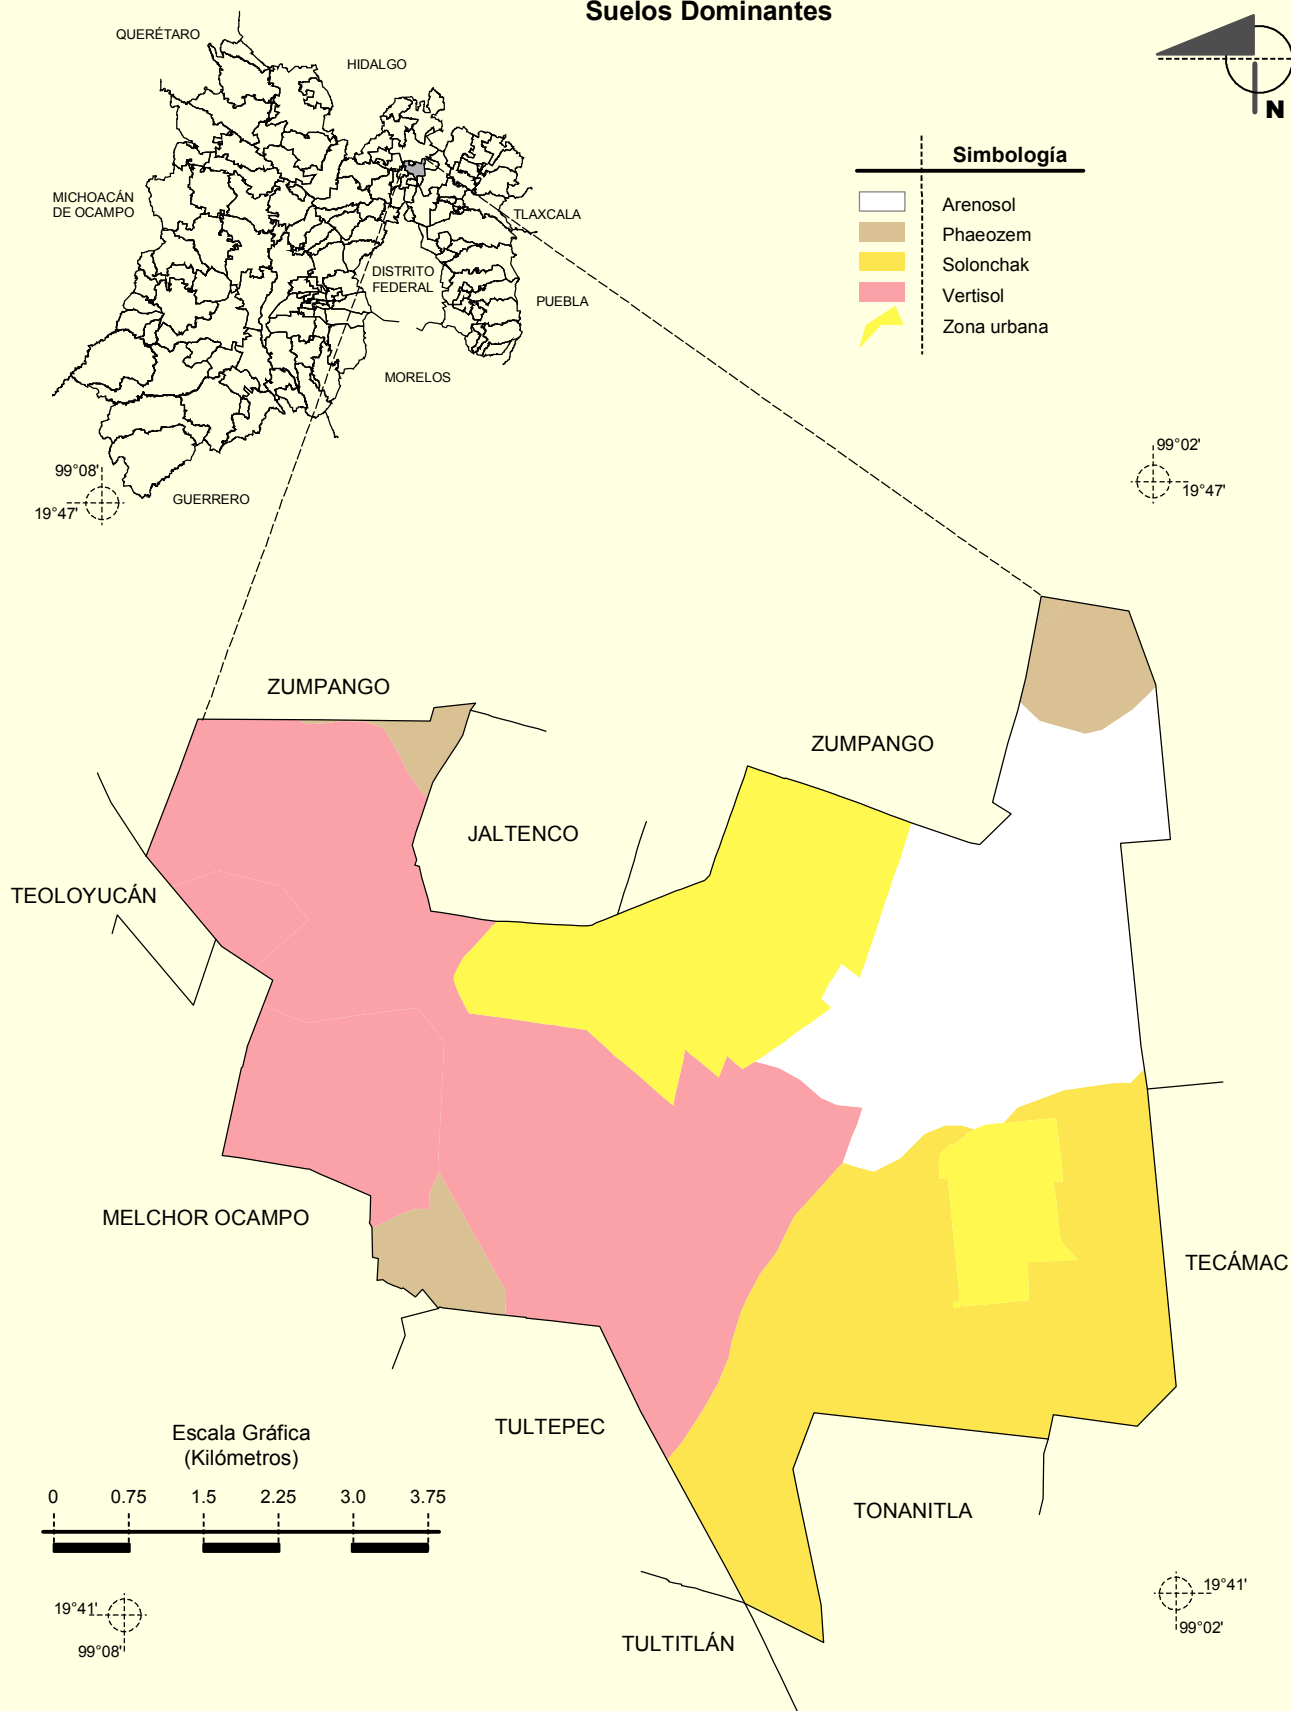 Suelos Dominantes
QUERÉTARO
HIDALGO
N
Simbología
MICHOACÁN
DE OCAMPO
TLAXCALA
Arenosol
Phaeozem
Solonchak
Vertisol
Zona urbana
DISTRITO
FEDERAL
PUEBLA
MORELOS
GUERRERO
99°08'
19°47'
99°02'
19°47'
ZUMPANGO
ZUMPANGO
JALTENCO
TEOLOYUCÁN
MELCHOR OCAMPO
TECÁMAC
TULTEPEC
TONANITLA
TULTITLÁN
Escala Gráfica
(Kilómetros)
0 0.75 1.5 2.25 3.0 3.75
19°41'
99°08'
19°41'
99°02'